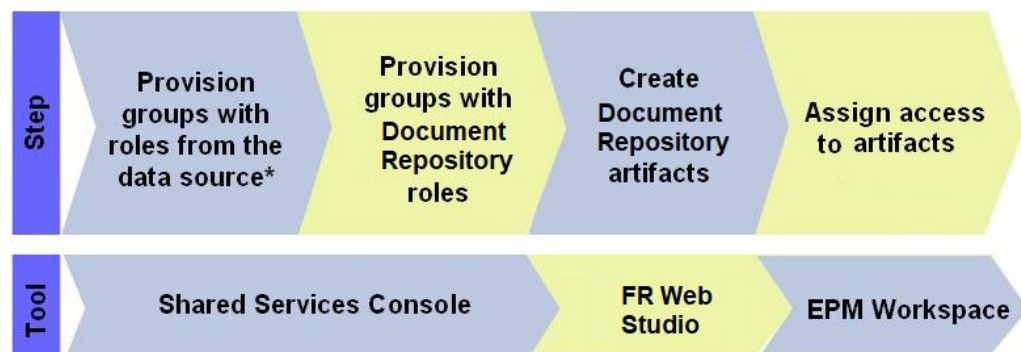 Step
Provision
groups with
roles from the
data source*
Provision
groups with
Document
Repository
roles
Create
Document
Repository
artifacts
Assign access
to artifacts
Tool
Shared Services Console
FR Web
Studio
EPM Workspace